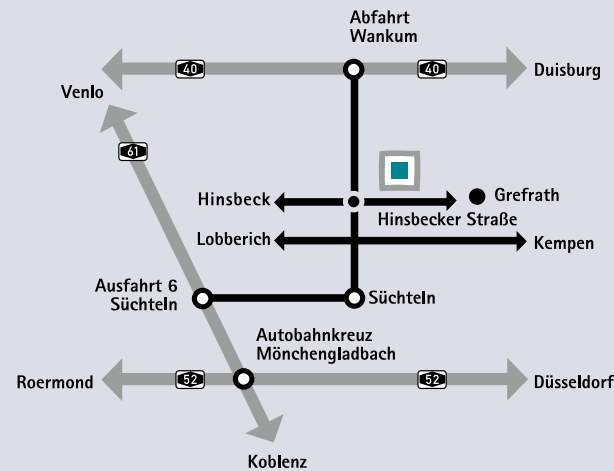 Abfahrt
Wankum
40
40
Duisburg
Venlo
61
Hinsbeck
Grefrath
Hinsbecker Straße
Lobberich
Kempen
Ausfahrt 6
Süchteln
Süchteln
Autobahnkreuz
Mönchengladbach
Roermond
52
52
Düsseldorf
Koblenz